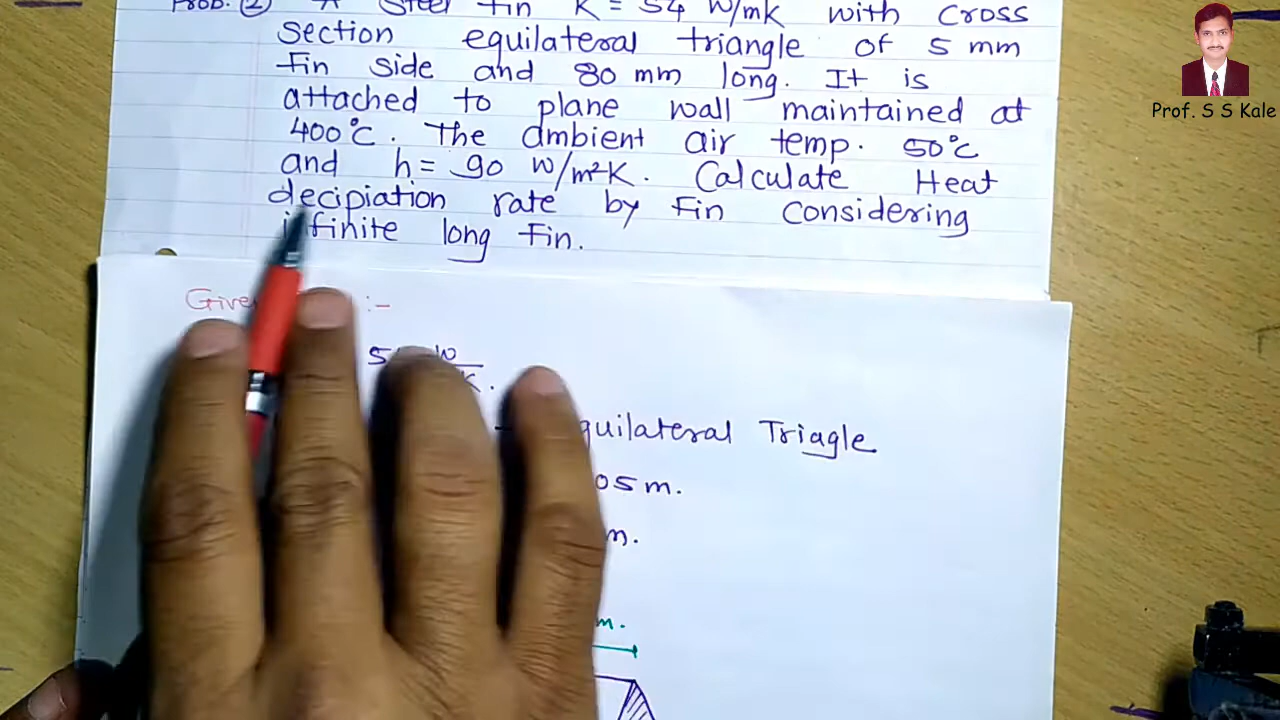 Prob. (2) A Steel fin K = 54 W/mk with cross
section equilateral triangle of 5 mm
fin side and 80 mm long. It is
attached to plane wall maintained at
400°C. The ambient air temp. 50°C
and h = 90 W/m²K. Calculate Heat
decipiation rate by Fin Considering
infinite long Fin.
Prof. S S Kale
:-
quilateral Triagle
05 m.
m.
m.